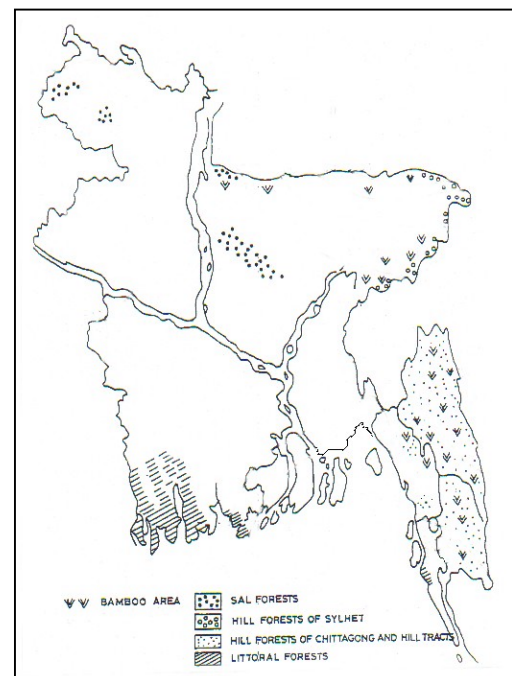 BAMBOO AREA
SAL FORESTS
HILL FORESTS OF SYLHET
HILL FORESTS OF CHITTAGONG AND HILL TRACTS
LITTORAL FORESTS